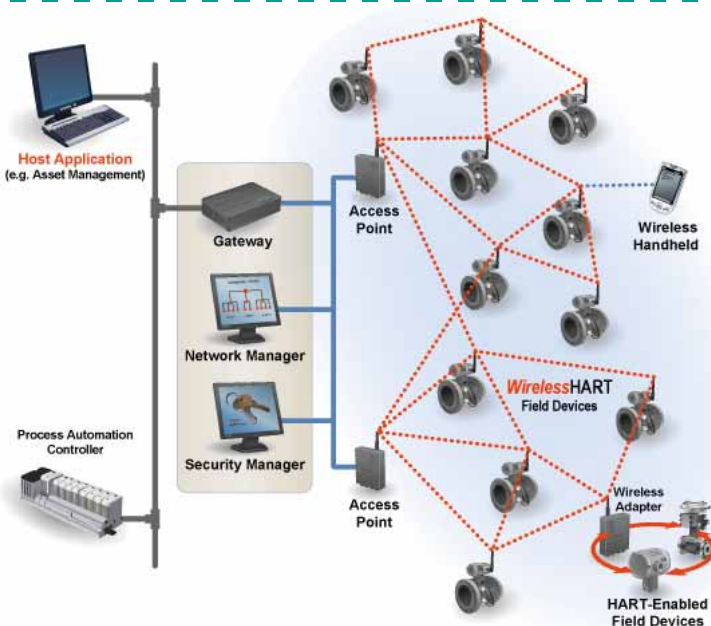 Host Application
(e.g. Asset Management)
Gateway
Access
Point
Wireless
Handheld
Network Manager
WirelessHART
Field Devices
Process Automation
Controller
Security Manager
Access
Point
Wireless
Adapter
HART-Enabled
Field Devices